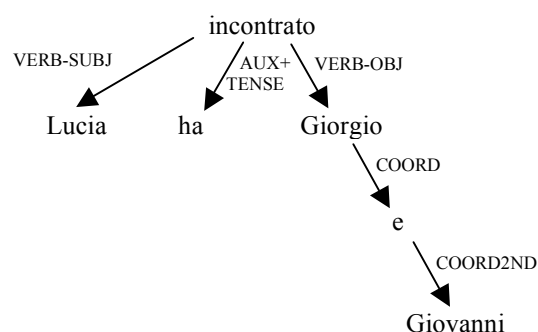 incontrato
VERB-SUBJ
AUX+
TENSE
VERB-OBJ
Lucia
ha
Giorgio
COORD
e
COORD2ND
Giovanni